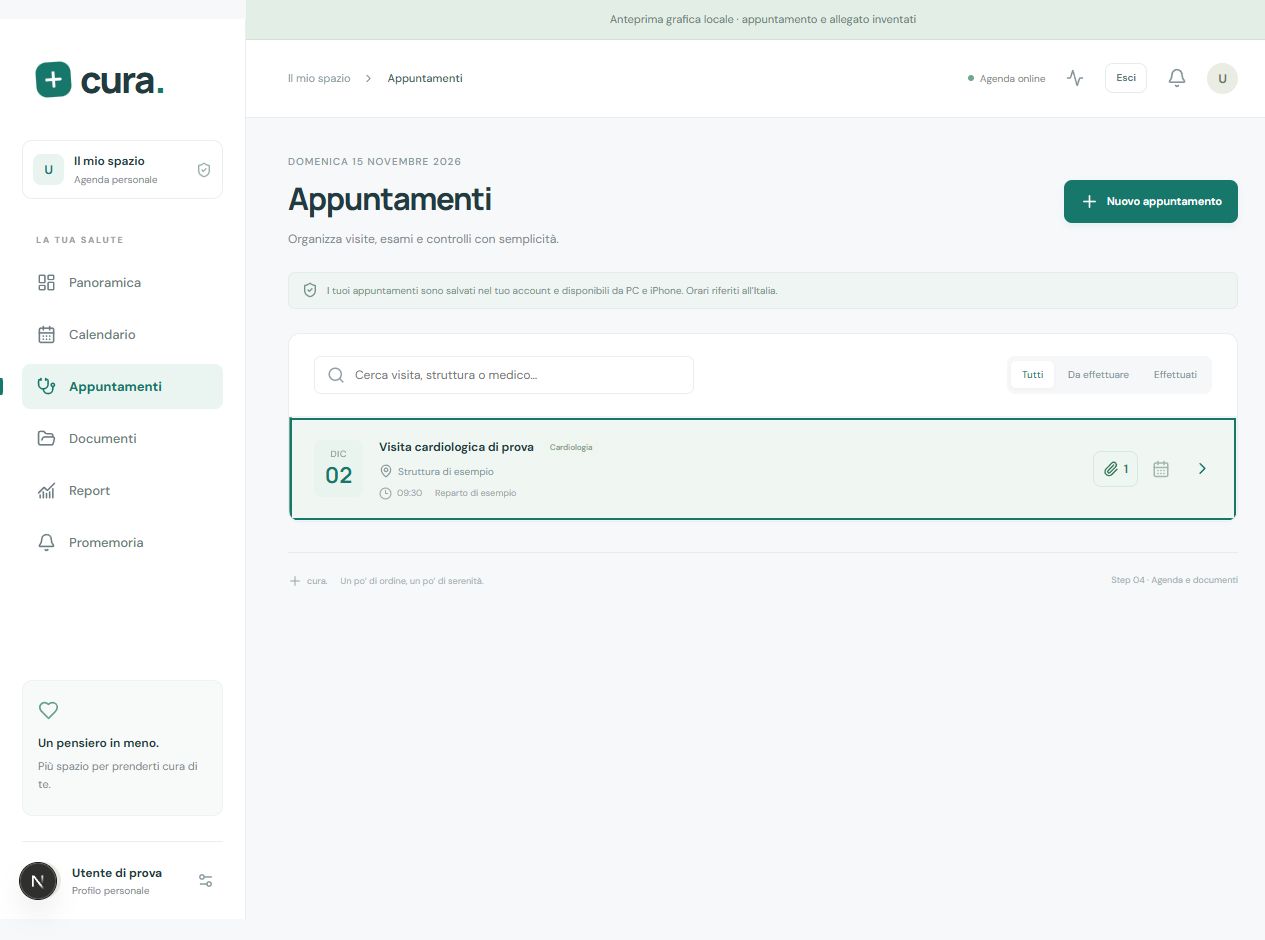 Anteprima grafica locale · appuntamento e allegato inventati
cura.
Il mio spazio
Appuntamenti
Agenda online
Esci
U
U
Il mio spazio
Agenda personale
LA TUA SALUTE
Panoramica
Calendario
Appuntamenti
Documenti
Report
Promemoria
Un pensiero in meno.
Più spazio per prenderti cura di
te.
N
Utente di prova
Profilo personale
DOMENICA 15 NOVEMBRE 2026
Appuntamenti
Organizza visite, esami e controlli con semplicità.
Nuovo appuntamento
I tuoi appuntamenti sono salvati nel tuo account e disponibili da PC e iPhone. Orari riferiti all'Italia.
Cerca visita, struttura o medico…
Tutti
Da effettuare
Effettuati
DIC
02
Visita cardiologica di prova
Cardiologia
Struttura di esempio
09:30
Reparto di esempio
1
cura.
Un po' di ordine, un po' di serenità.
Step 04 · Agenda e documenti